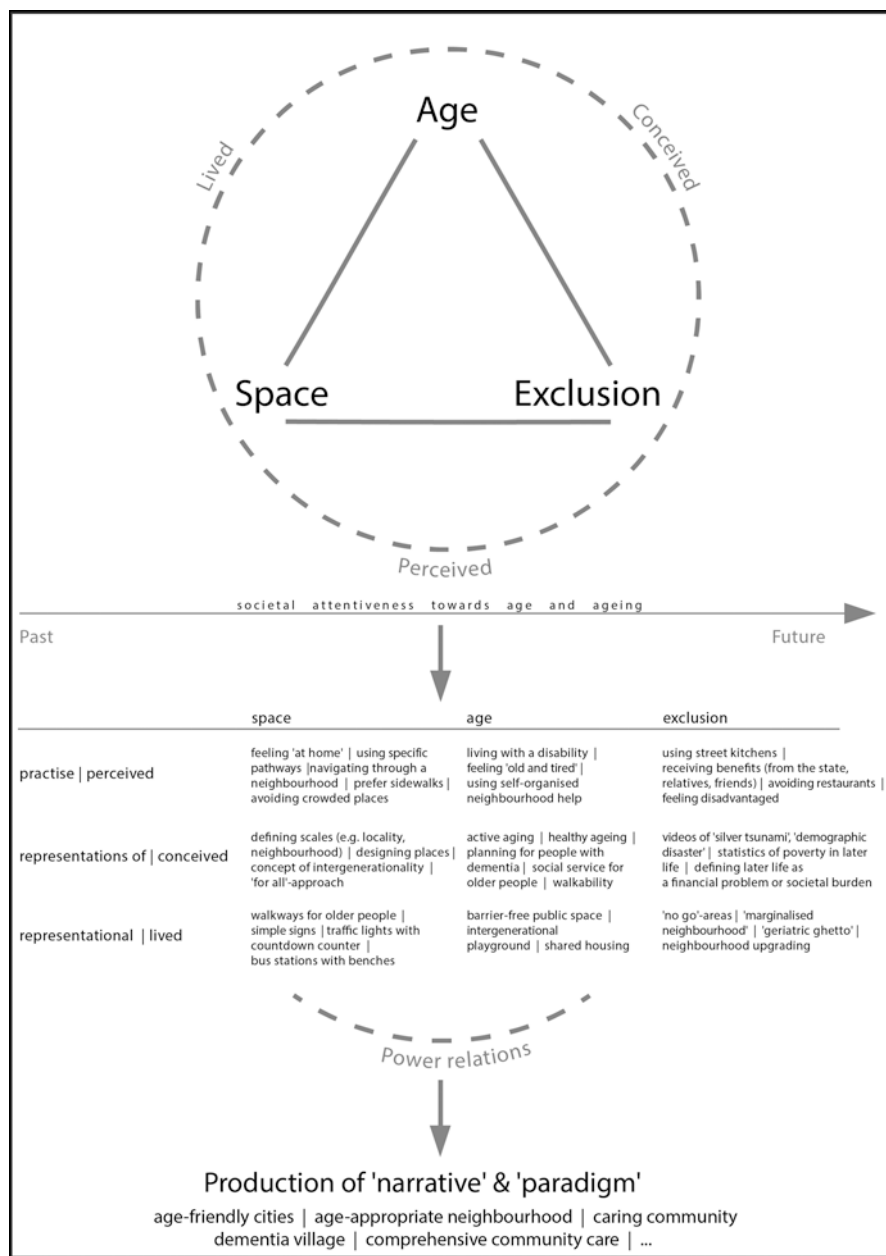 Age
Lived
Conceived
Space
Exclusion
Perceived
societal attentiveness towards age and ageing
Past
Future
space
age
exclusion
practise | perceived
feeling 'at home' | using specific
pathways |navigating through a
neighbourhood | prefer sidewalks|
avoiding crowded places
living with a disability |
feeling 'old and tired' |
using self-organised
neighbourhood help
using street kitchens |
receiving benefits (from the state,
relatives, friends) | avoiding restaurants |
feeling disadvantaged
representations of | conceived
defining scales (e.g. locality,
neighbourhood) | designing places|
concept of intergenerationality |
'for all'-approach
active aging | healthy ageing |
planning for people with
dementia | social service for
older people | walkability
videos of 'silver tsunami', 'demographic
disaster' | statistics of poverty in later
life | defining later life as
a financial problem or societal burden
representational | lived
walkways for older people |
simple signs | traffic lights with
countdown counter |
bus stations with benches
barrier-free public space |
intergenerational
playground | shared housing
'no go'-areas | 'marginalised
neighbourhood' | 'geriatric ghetto' |
neighbourhood upgrading
Power relations
Production of 'narrative' & 'paradigm'
age-friendly cities | age-appropriate neighbourhood | caring community
dementia village | comprehensive community care | ...